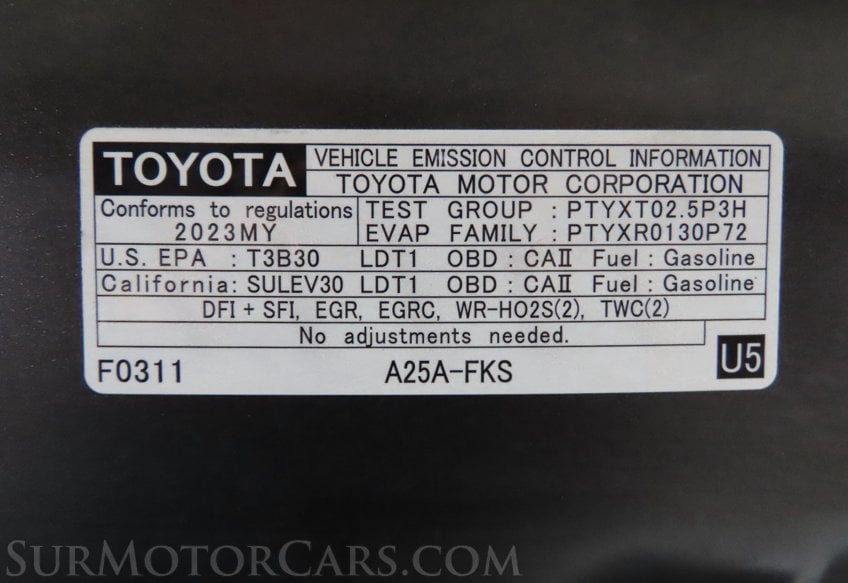 TOYOTA VEHICLE EMISSION CONTROL INFORMATION
TOYOTA MOTOR CORPORATION
Conforms to regulations TEST GROUP : PTYXT02.5P3H
2023MY EVAP FAMILY : PTYXR0130P72
U.S. EPA : T3B30 LDT1 OBD : CAII Fuel : Gasoline
California: SULEV30 LDT1 OBD : CAII Fuel : Gasoline
DFI + SFI, EGR, EGRC, WR-HO2S(2), TWC(2)
No adjustments needed.
F0311 A25A-FKS U5
SURMOTORCARS.COM